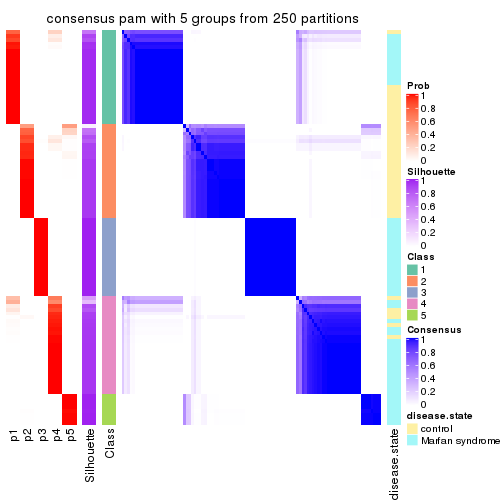 consensus pam with 5 groups from 250 partitions
Prob
1
0.8
0.6
0.4
0.2
0
Silhouette
1
0.8
0.6
0.4
0.2
0
Class
1
2
3
4
5
Consensus
1
0.8
0.6
0.4
0.2
0
disease.state
control
Marfan syndrome
p1
p2
p3
p4
p5
Silhouette
Class
disease.state